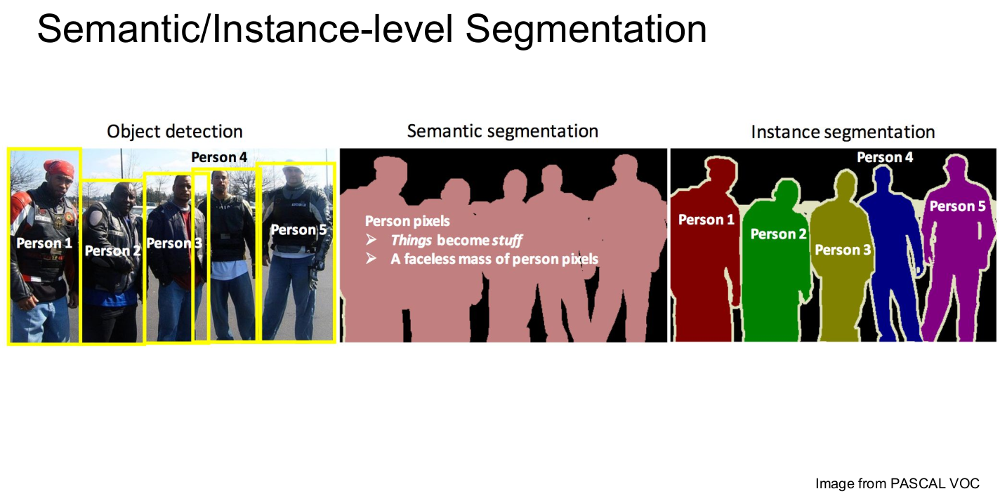 Semantic/Instance-level Segmentation
Object detection
Semantic segmentation
Instance segmentation
Person 1
Person 2
Person 3
Person 4
Person 5
Person pixels
➤ Things become stuff
➤ A faceless mass of person pixels
Person 1
Person 2
Person 3
Person 4
Person 5
Image from PASCAL VOC